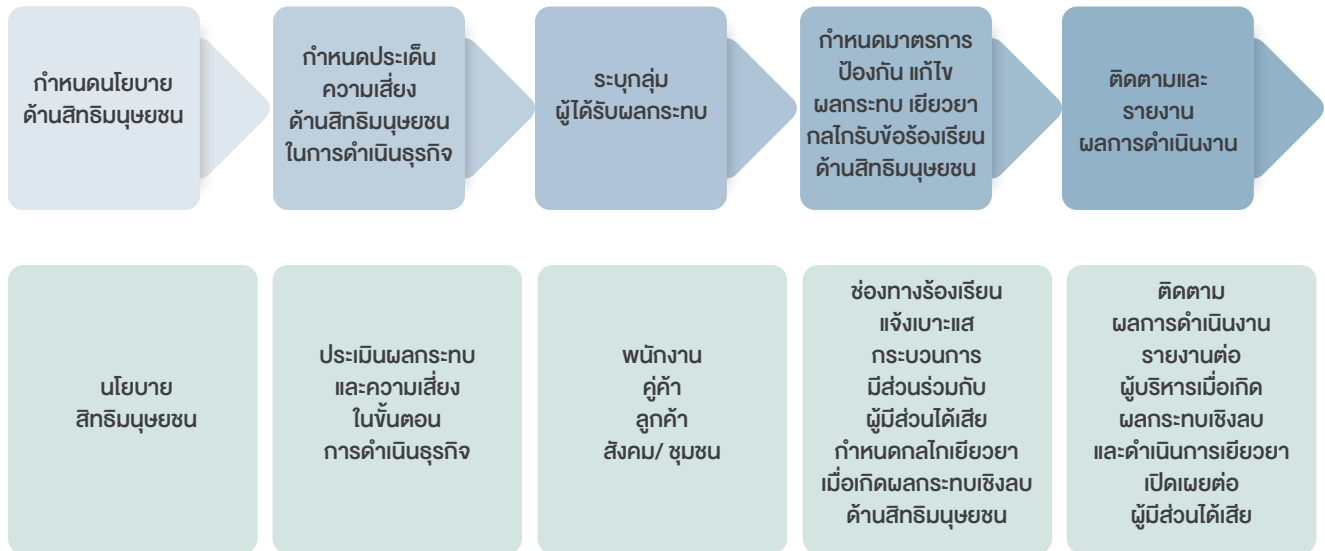 กำหนดนโยบาย
ด้านสิทธิมนุษยชน
กำหนดประเด็น
ความเสี่ยง
ด้านสิทธิมนุษยชน
ในการดำเนินธุรกิจ
ระบุกลุ่ม
ผู้ได้รับผลกระทบ
กำหนดมาตรการ
ป้องกัน แก้ไข
ผลกระทบ เยียวยา
กลไกรับข้อร้องเรียน
ด้านสิทธิมนุษยชน
ติดตามและ
รายงาน
ผลการดำเนินงาน
นโยบาย
สิทธิมนุษยชน
ประเมินผลกระทบ
และความเสี่ยง
ในขั้นตอน
การดำเนินธุรกิจ
พนักงาน
คู่ค้า
ลูกค้า
สังคม/ ชุมชน
ช่องทางร้องเรียน
แจ้งเบาะแส
กระบวนการ
มีส่วนร่วมกับ
ผู้มีส่วนได้เสีย
กำหนดกลไกเยียวยา
เมื่อเกิดผลกระทบเชิงลบ
ด้านสิทธิมนุษยชน
ติดตาม
ผลการดำเนินงาน
รายงานต่อ
ผู้บริหารเมื่อเกิด
ผลกระทบเชิงลบ
และดำเนินการเยียวยา
เปิดเผยต่อ
ผู้มีส่วนได้เสีย